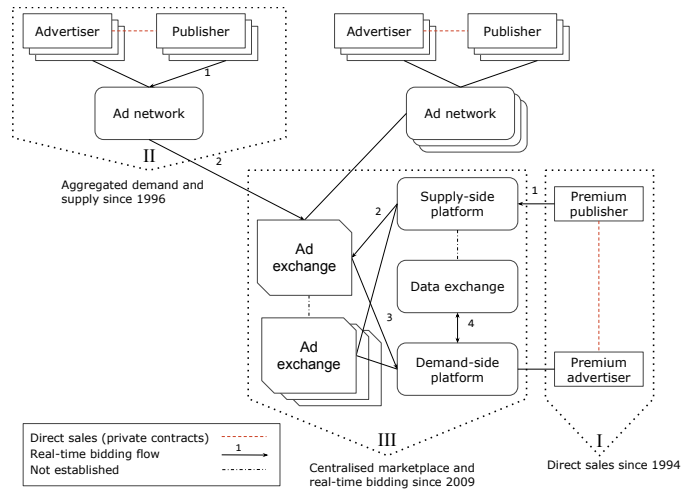 Advertiser
Publisher
Advertiser
Publisher
1
Ad network
Ad network
II
2
Aggregated demand and
supply since 1996
Supply-side
platform
1
Premium
publisher
2
Ad
exchange
Data exchange
3
4
Ad
exchange
Demand-side
platform
Premium
advertiser
III
I
Centralised marketplace and
real-time bidding since 2009
Direct sales since 1994
Direct sales (private contracts)
Real-time bidding flow
1
Not established